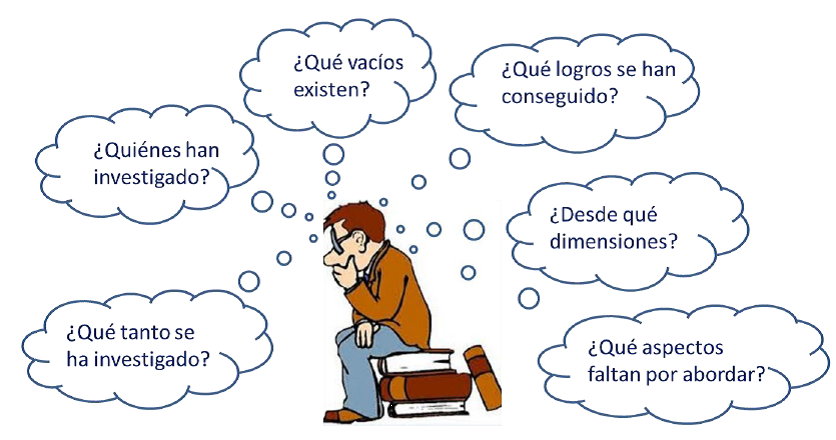 ¿Qué vacíos
existen?
¿Qué logros se han
conseguido?
¿Quiénes han
investigado?
¿Desde qué
dimensiones?
¿Qué tanto se
ha investigado?
¿Qué aspectos
faltan por abordar?